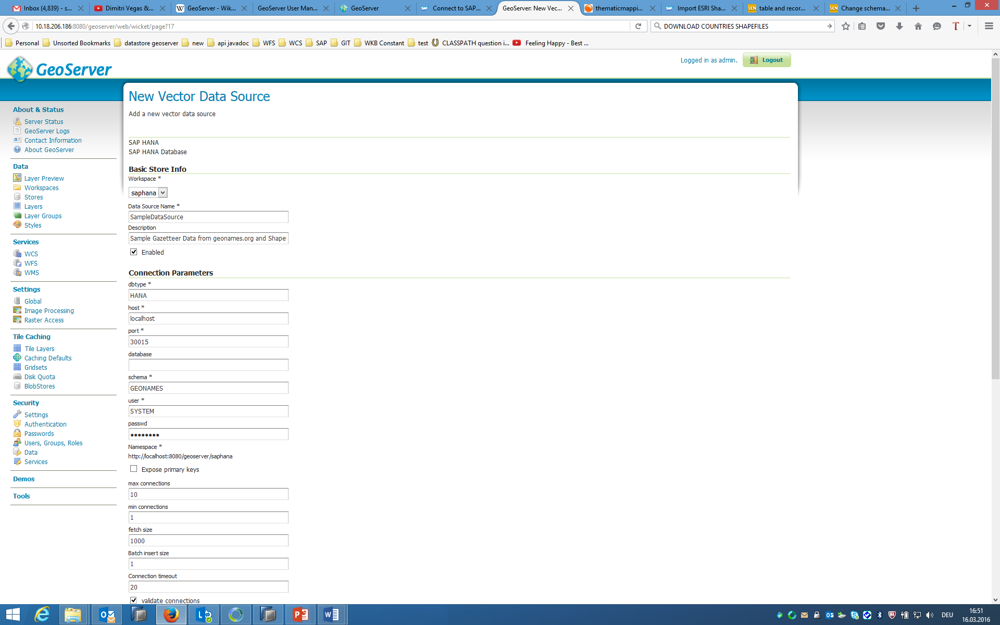 Inbox (4,839) - s...
Dimitri Vegas &...
GeoServer - Wik...
GeoServer User Man...
GeoServer
Connect to SAP...
GeoServer: New Vec...
thematicmappi...
Import ESRI Sha...
table and recor...
Change schema...
10.18.206.186:8080/geoserver/web/wicket/page?17
DOWNLOAD COUNTRIES SHAPEFILES
Personal
Unsorted Bookmarks
datastore geoserver
new
api javadoc
WFS
WCS
SAP
GIT
WKB Constant
test
CLASSPATH question i...
Feeling Happy - Best ...
GeoServer
Logged in as admin.
Logout
About & Status
Server Status
GeoServer Logs
Contact Information
About GeoServer
Data
Layer Preview
Workspaces
Stores
Layers
Layer Groups
Styles
Services
WCS
WFS
WMS
Settings
Global
Image Processing
Raster Access
Tile Caching
Tile Layers
Caching Defaults
Gridsets
Disk Quota
BlobStores
Security
Settings
Authentication
Passwords
Users, Groups, Roles
Data
Services
Demos
Tools
New Vector Data Source
Add a new vector data source
SAP HANA
SAP HANA Database
Basic Store Info
Workspace *
saphana
Data Source Name *
SampleDataSource
Description
Sample Gazetteer Data from geonames.org and Shape
Enabled
Connection Parameters
dbtype *
HANA
host *
localhost
port *
30015
database
schema *
GEONAMES
user *
SYSTEM
passwd
••••••••
Namespace *
http://localhost:8080/geoserver/saphana
Expose primary keys
max connections
10
min connections
1
fetch size
1000
Batch insert size
1
Connection timeout
20
validate connections
DEU
16:51
16.03.2016